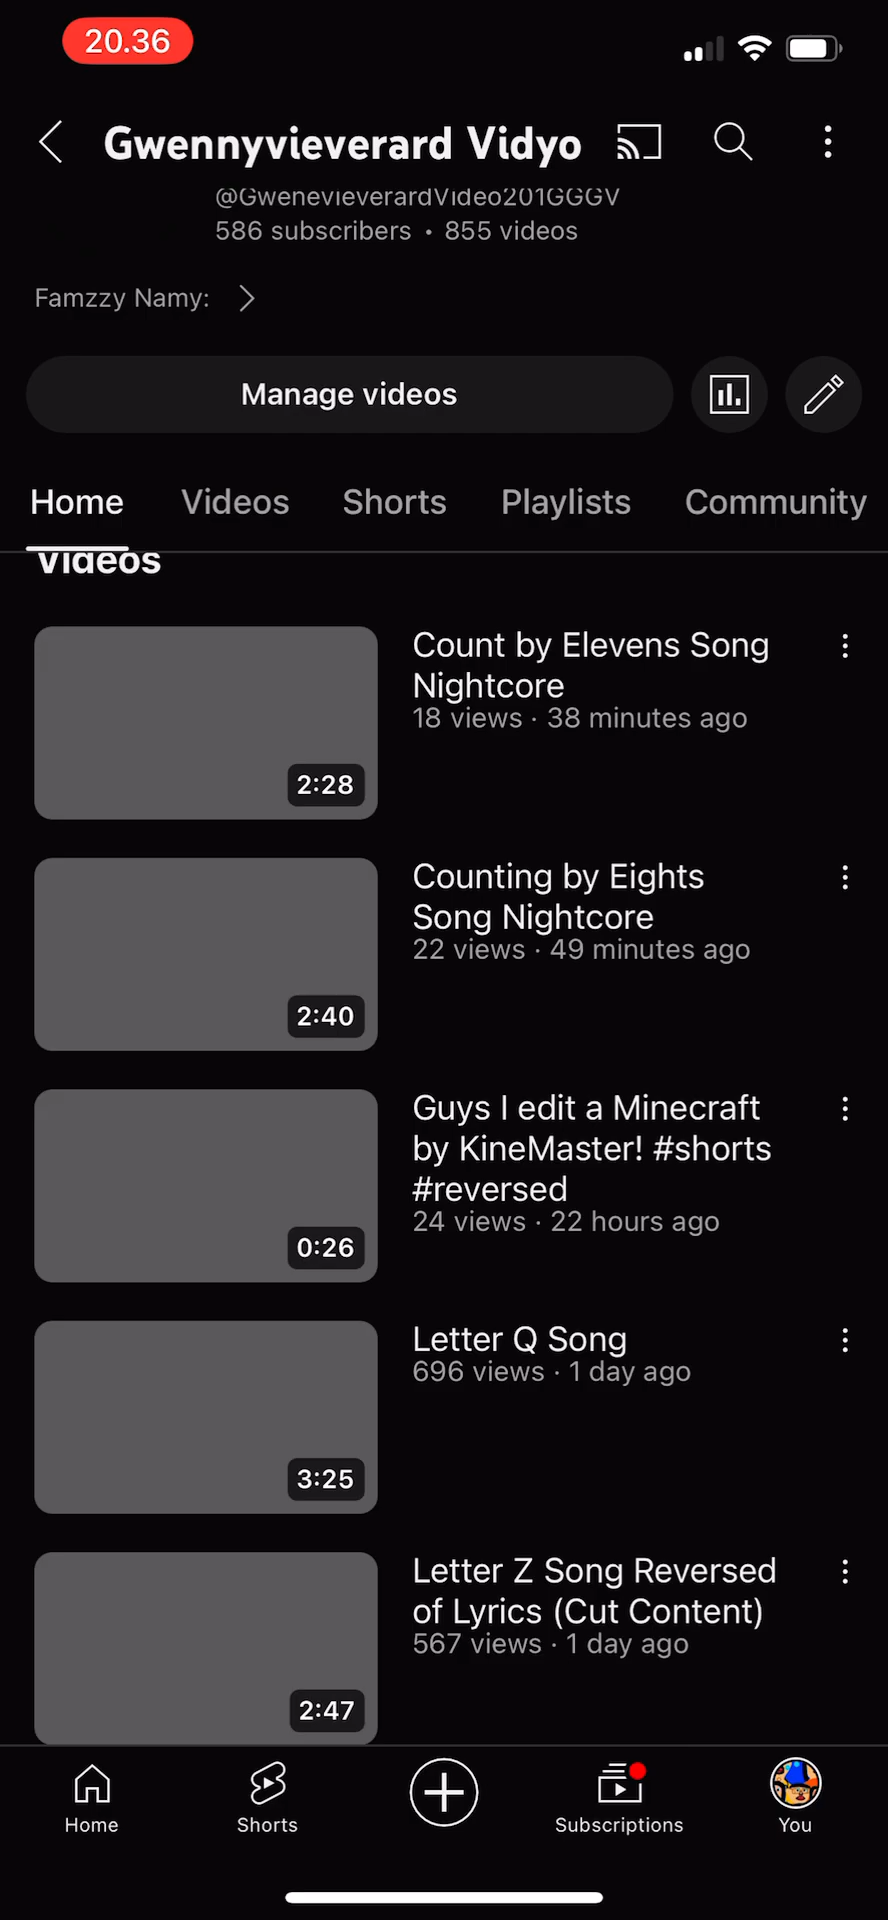 20.36
Gwennyvieverard Vidyo
@GwenevieverardVideo201GGGV
586 subscribers • 855 videos
Famzzy Namy:
Manage videos
Home Videos Shorts Playlists Community
Videos
Count by Elevens Song
Nightcore
18 views · 38 minutes ago
2:28
Counting by Eights
Song Nightcore
22 views · 49 minutes ago
2:40
Guys I edit a Minecraft
by KineMaster! #shorts
#reversed
24 views · 22 hours ago
0:26
Letter Q Song
696 views · 1 day ago
3:25
Letter Z Song Reversed
of Lyrics (Cut Content)
567 views · 1 day ago
2:47
Home Shorts Subscriptions You